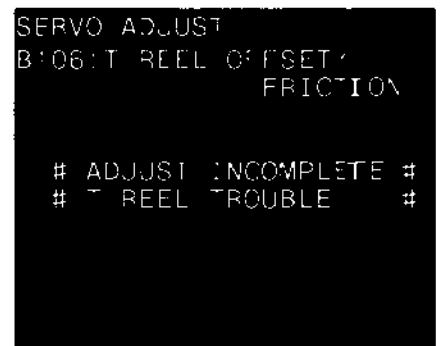 SERVO ADJUST
B:06:T REEL OFFSET/
FRICTION
# ADJUST INCOMPLETE #
# T REEL TROUBLE #